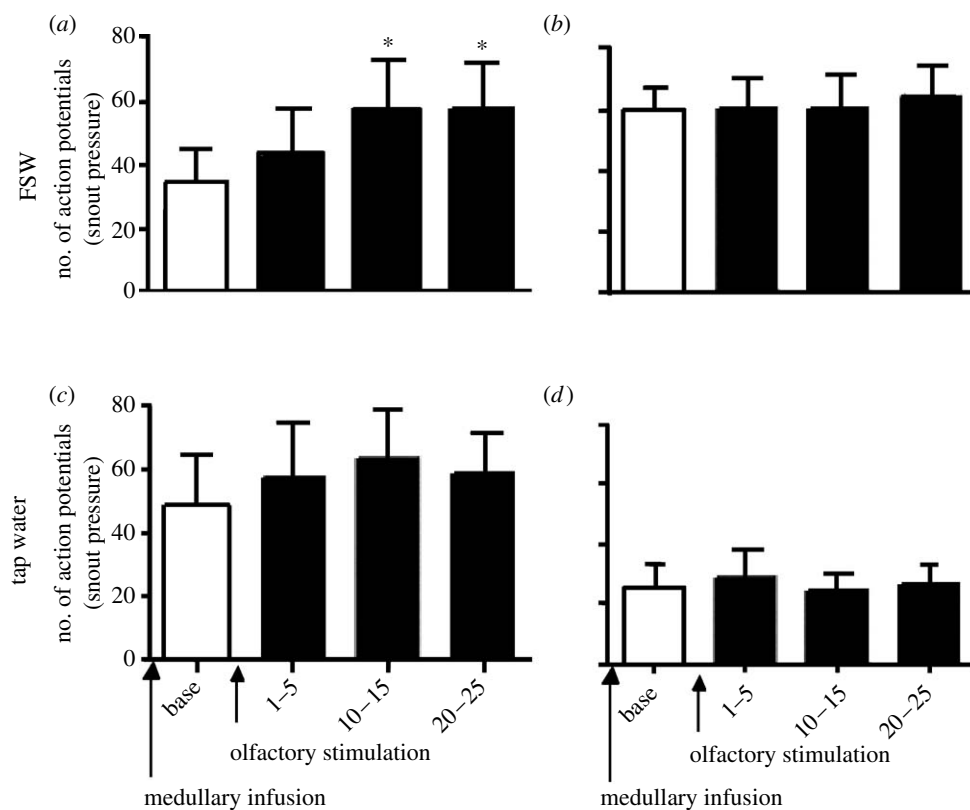 (a)
(b)
FSW
no. of action potentials
(snout pressure)
80
60
40
20
0
*
*
(c)
(d)
tap water
no. of action potentials
(snout pressure)
80
60
40
20
0
base
1–5
10–15
20–25
olfactory stimulation
medullary infusion
base
1–5
10–15
20–25
olfactory stimulation
medullary infusion